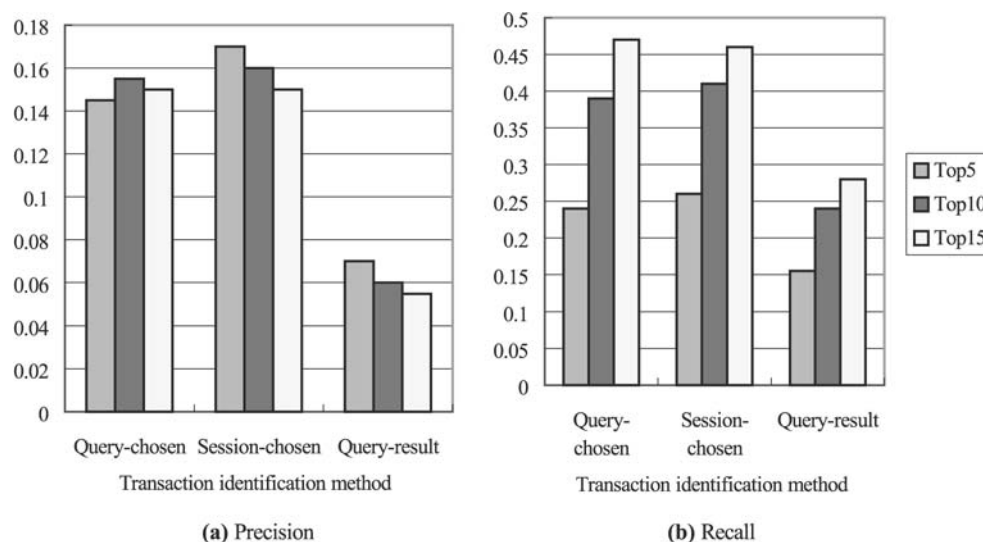 0.18
0.16
0.14
0.12
0.1
0.08
0.06
0.04
0.02
0
Query-chosen Session-chosen Query-result
Transaction identification method
(a) Precision
0.5
0.45
0.4
0.35
0.3
0.25
0.2
0.15
0.1
0.05
0
Query-
chosen
Session-
chosen
Query-result
Transaction identification method
(b) Recall
Top5
Top10
Top15